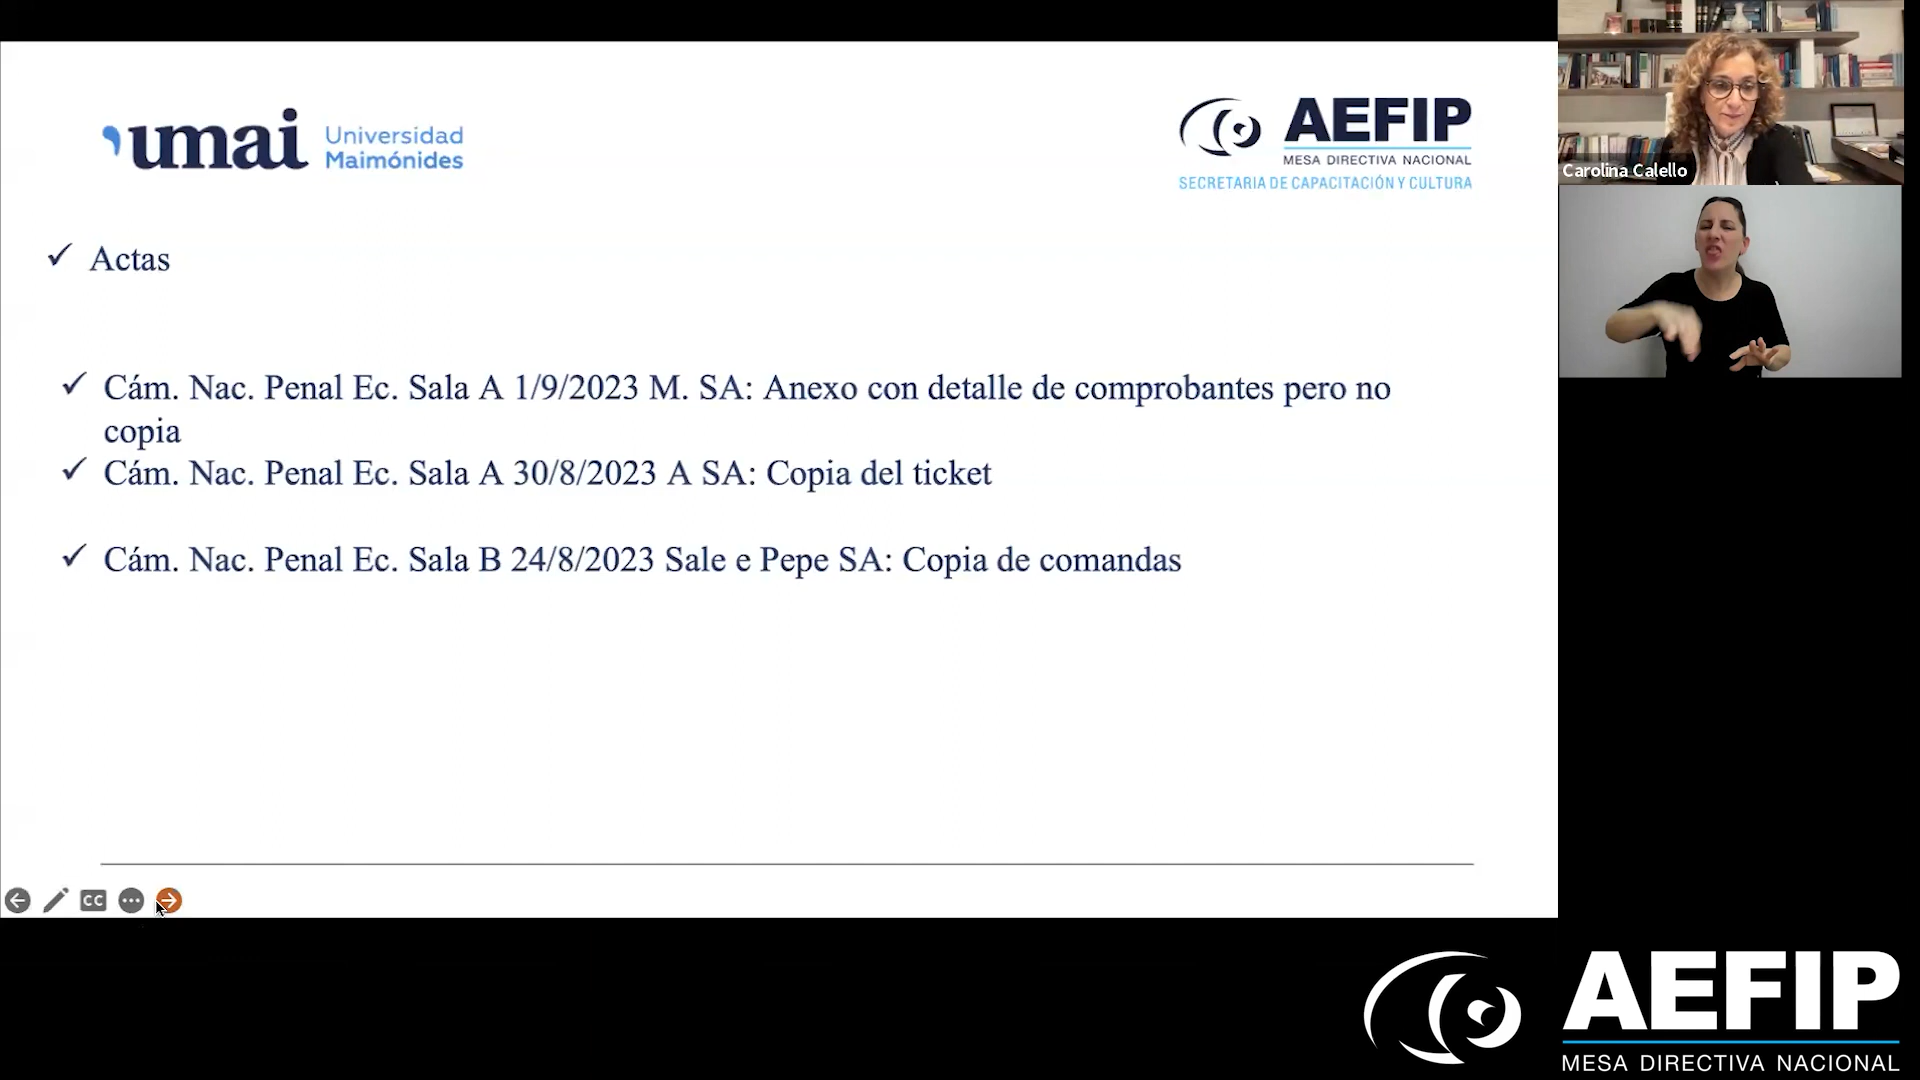 umai Universidad
Maimónides
AEFIP
MESA DIRECTIVA NACIONAL
SECRETARIA DE CAPACITACIÓN Y CULTURA
Carolina Calello
✓ Actas
✓ Cám. Nac. Penal Ec. Sala A 1/9/2023 M. SA: Anexo con detalle de comprobantes pero no
copia
✓ Cám. Nac. Penal Ec. Sala A 30/8/2023 A SA: Copia del ticket
✓ Cám. Nac. Penal Ec. Sala B 24/8/2023 Sale e Pepe SA: Copia de comandas
CC
AEFIP
MESA DIRECTIVA NACIONAL